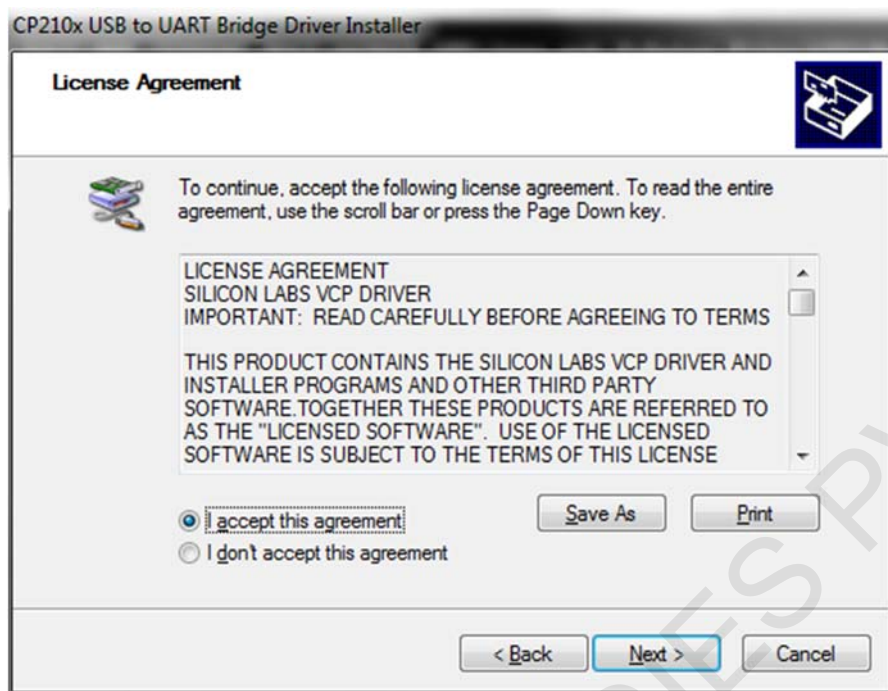 CP210x USB to UART Bridge Driver Installer
License Agreement
To continue, accept the following license agreement. To read the entire
agreement, use the scroll bar or press the Page Down key.
LICENSE AGREEMENT
SILICON LABS VCP DRIVER
IMPORTANT: READ CAREFULLY BEFORE AGREEING TO TERMS
THIS PRODUCT CONTAINS THE SILICON LABS VCP DRIVER AND
INSTALLER PROGRAMS AND OTHER THIRD PARTY
SOFTWARE.TOGETHER THESE PRODUCTS ARE REFERRED TO
AS THE "LICENSED SOFTWARE". USE OF THE LICENSED
SOFTWARE IS SUBJECT TO THE TERMS OF THIS LICENSE
I accept this agreement
Save As Print
I don't accept this agreement
< Back Next > Cancel